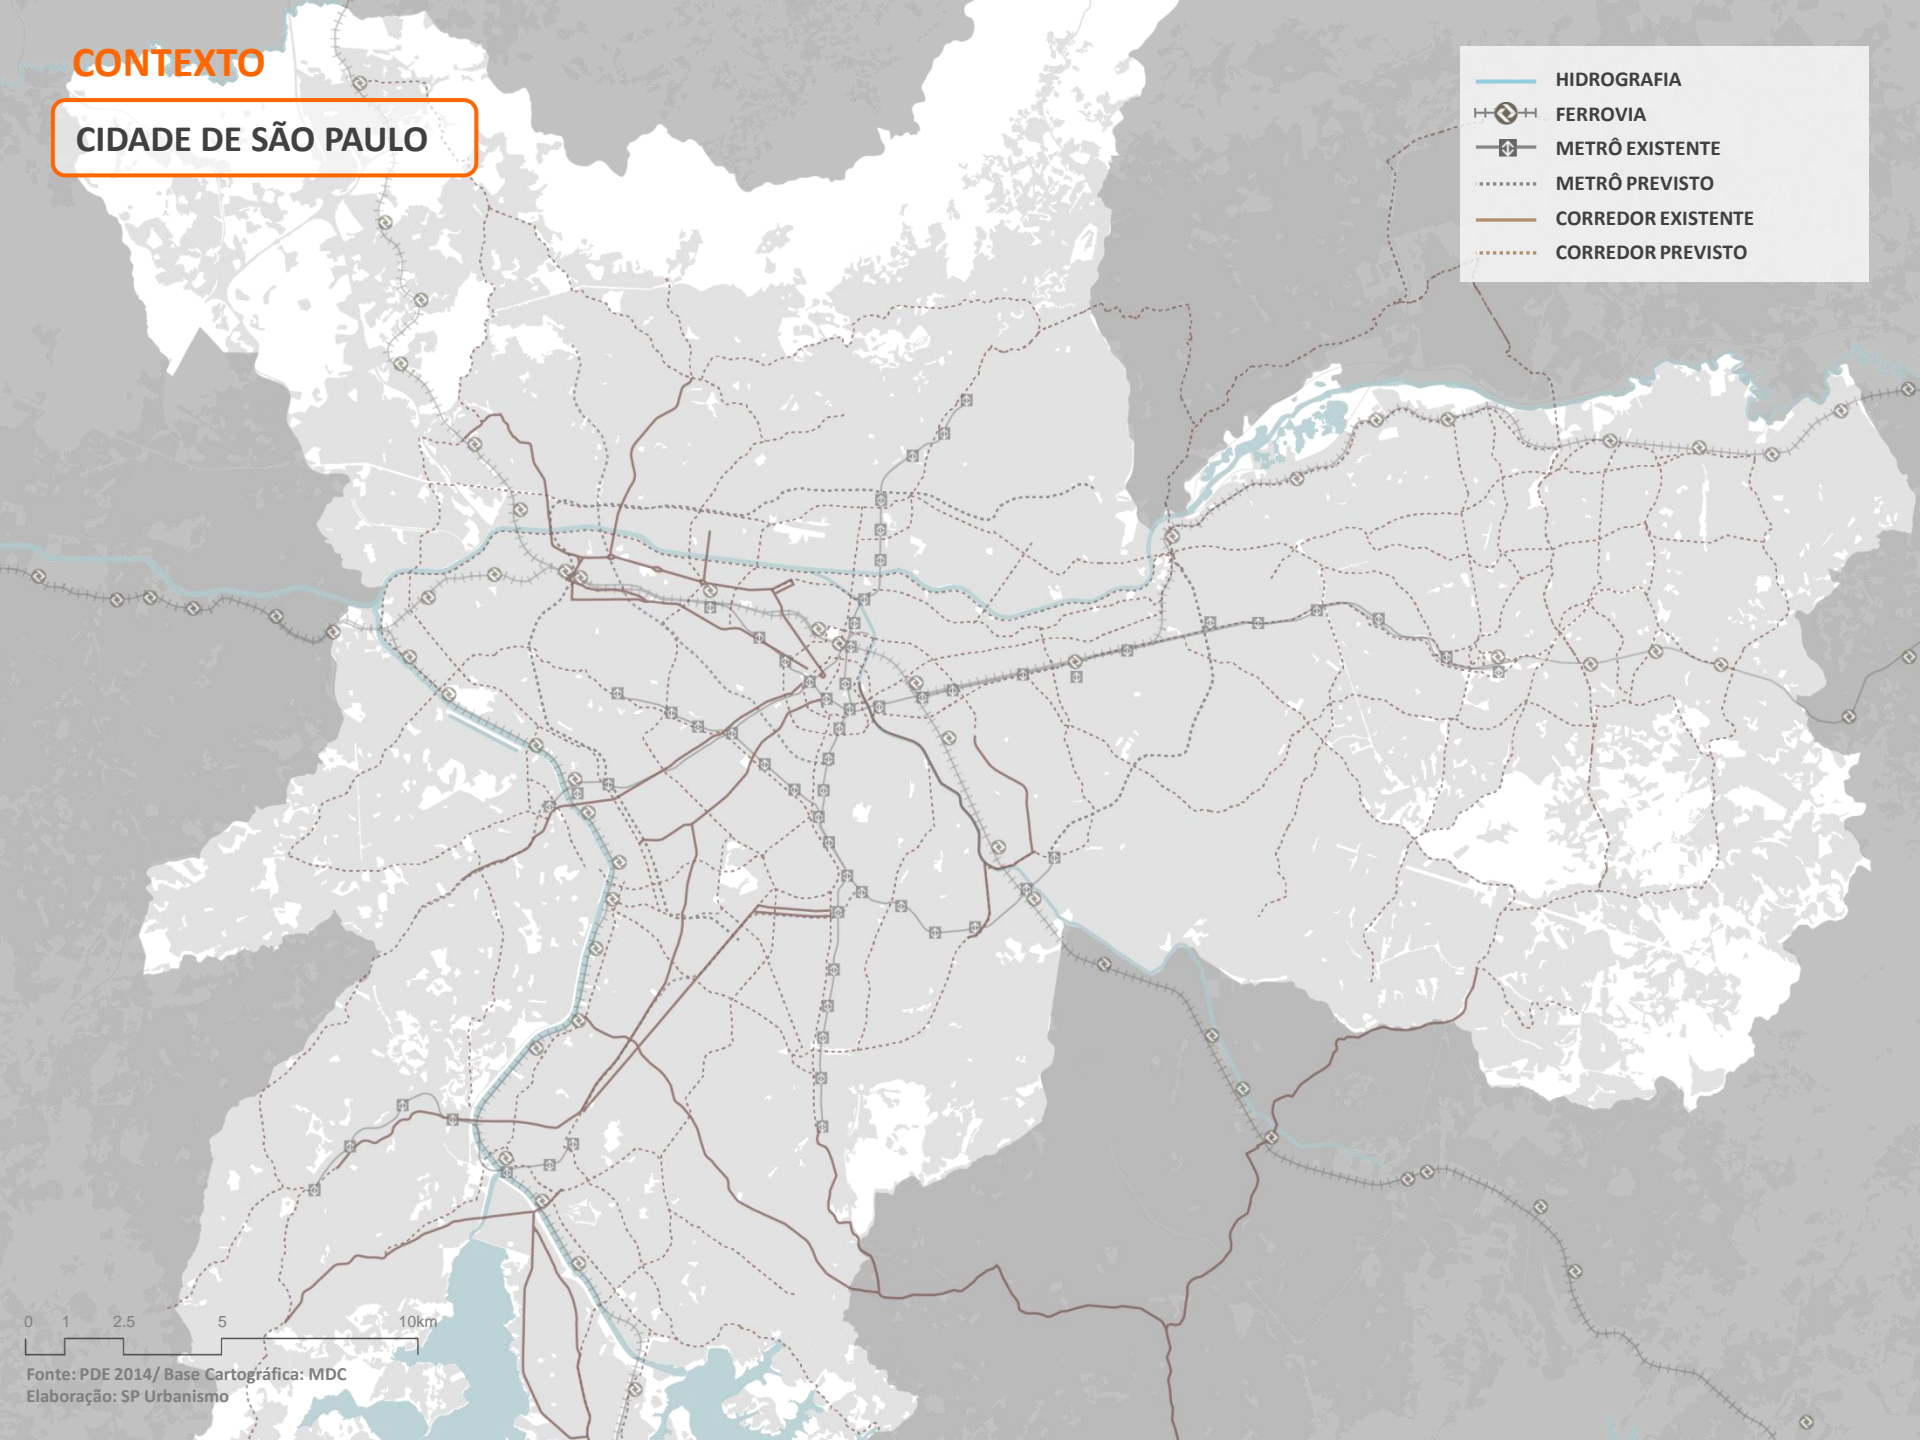 CONTEXTO
CIDADE DE SÃO PAULO
HIDROGRAFIA
FERROVIA
METRÔ EXISTENTE
METRÔ PREVISTO
CORREDOR EXISTENTE
CORREDOR PREVISTO
0 1 2.5 5 10km
Fonte: PDE 2014/ Base Cartográfica: MDC
Elaboração: SP Urbanismo